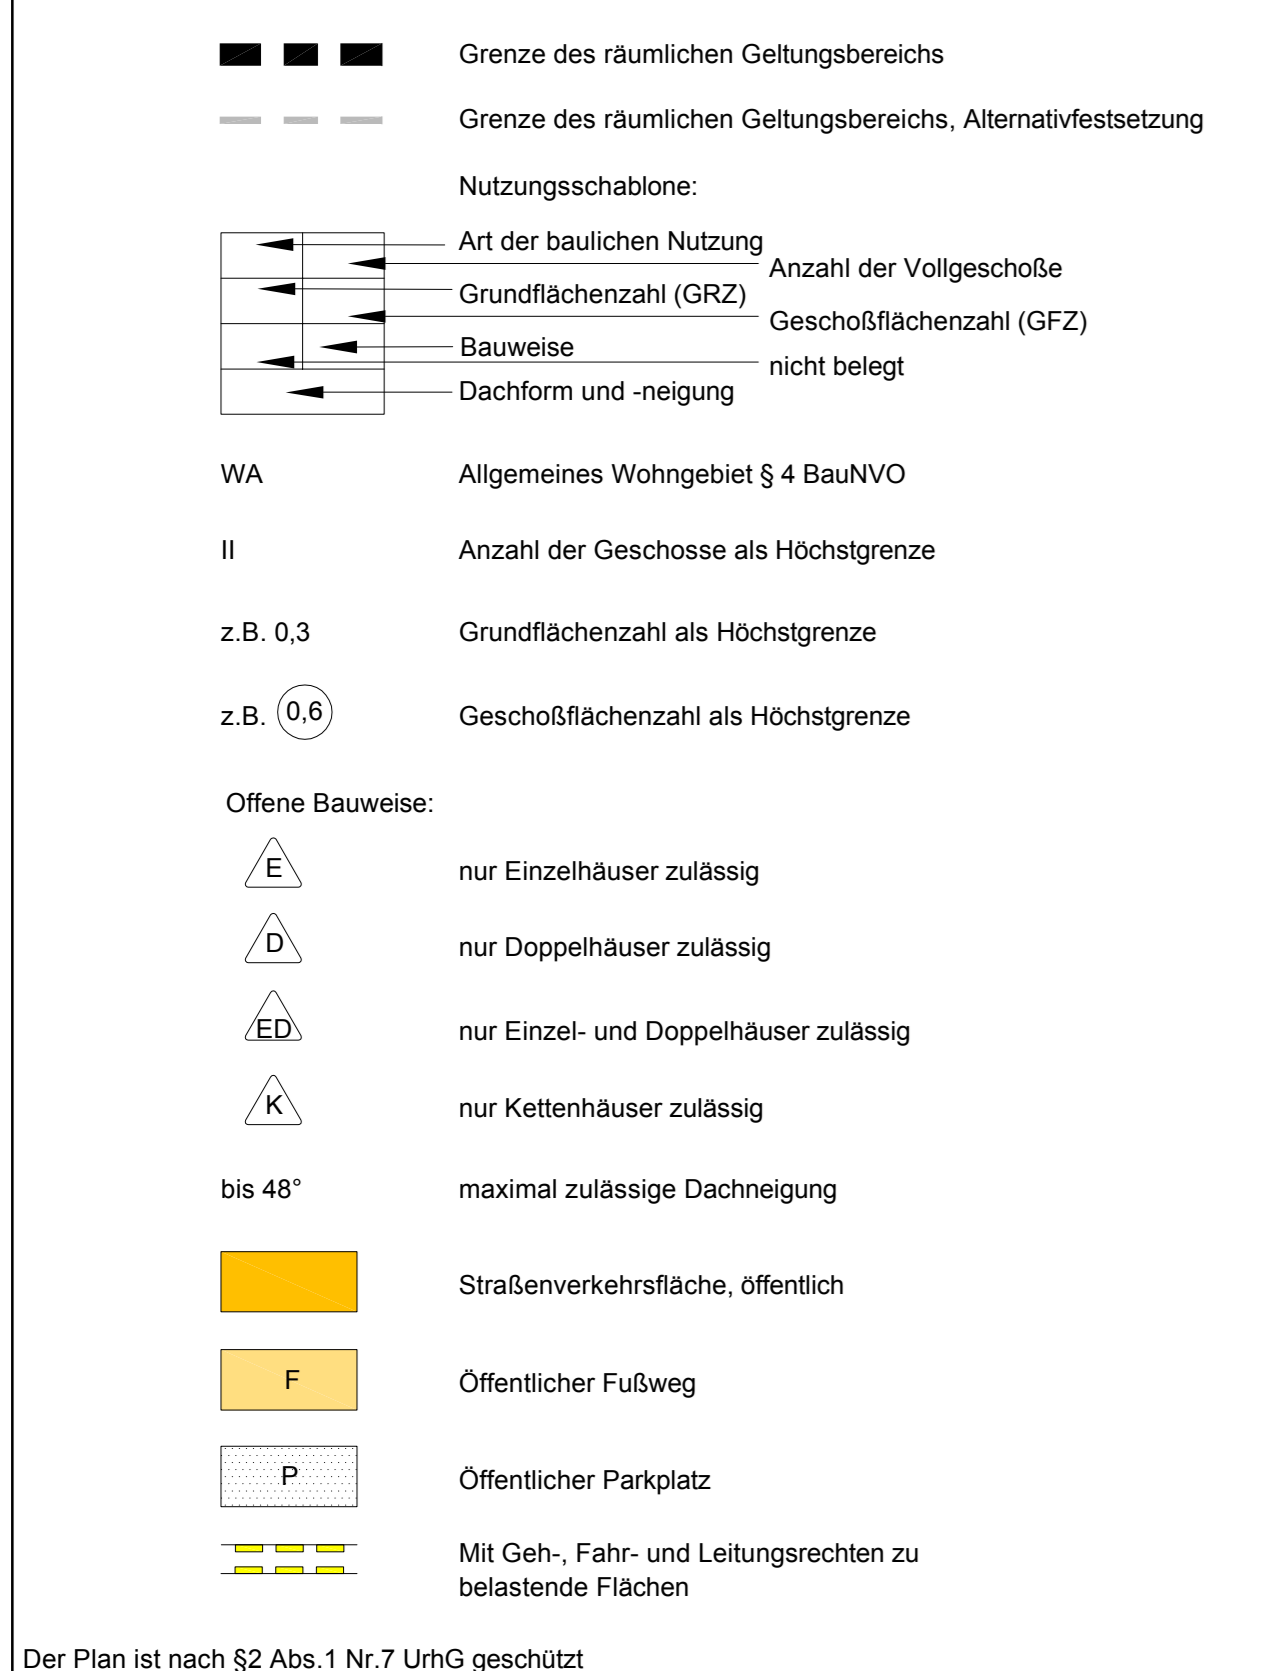 Grenze des räumlichen Geltungsbereichs
Grenze des räumlichen Geltungsbereichs, Alternativfestsetzung
Nutzungsschablone:
Art der baulichen Nutzung
Anzahl der Vollgeschoße
Grundflächenzahl (GRZ)
Geschoßflächenzahl (GFZ)
Bauweise
nicht belegt
Dachform und -neigung
WA Allgemeines Wohngebiet § 4 BauNVO
II Anzahl der Geschosse als Höchstgrenze
z.B. 0,3 Grundflächenzahl als Höchstgrenze
z.B. 0,6 Geschoßflächenzahl als Höchstgrenze
Offene Bauweise:
E nur Einzelhäuser zulässig
D nur Doppelhäuser zulässig
ED nur Einzel- und Doppelhäuser zulässig
K nur Kettenhäuser zulässig
bis 48° maximal zulässige Dachneigung
Straßenverkehrsfläche, öffentlich
F Öffentlicher Fußweg
P Öffentlicher Parkplatz
Mit Geh-, Fahr- und Leitungsrechten zu
belastende Flächen
Der Plan ist nach §2 Abs.1 Nr.7 UrhG geschützt